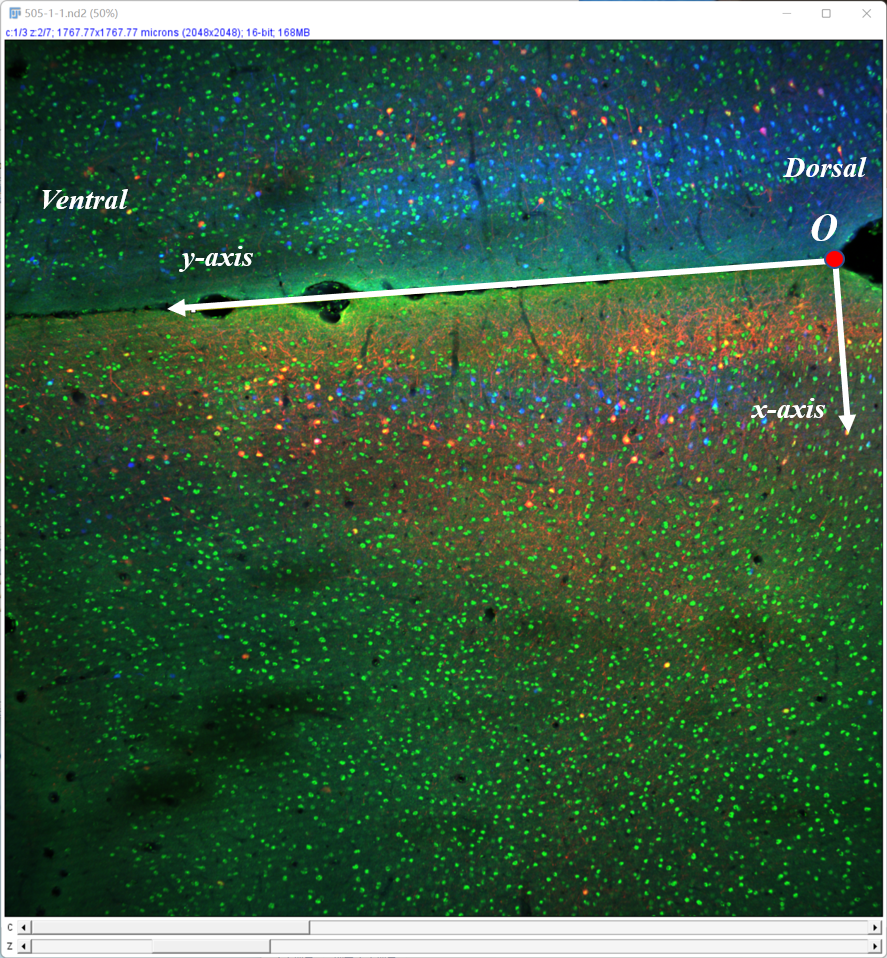 505-1-1.nd2 (50%)
c:1/3 z:2/7; 1767.77x1767.77 microns (2048x2048); 16-bit; 168MB
Dorsal
Ventral
O
y-axis
x-axis
c
z